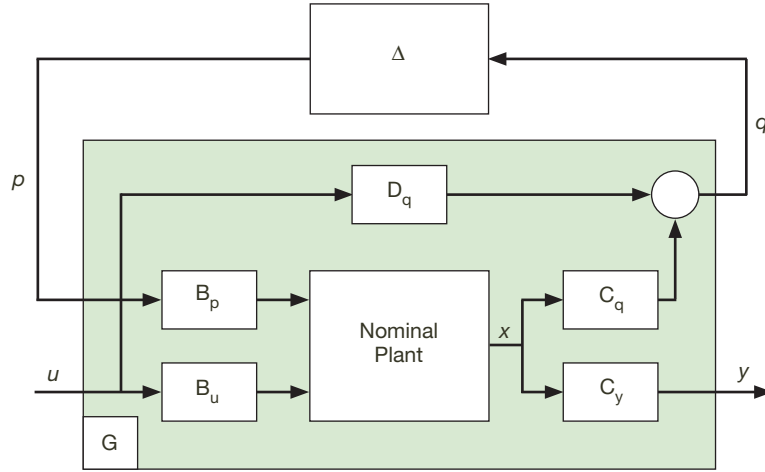 Δ
q
p
D_q
B_p
Nominal
Plant
x
C_q
u
B_u
C_y
y
G